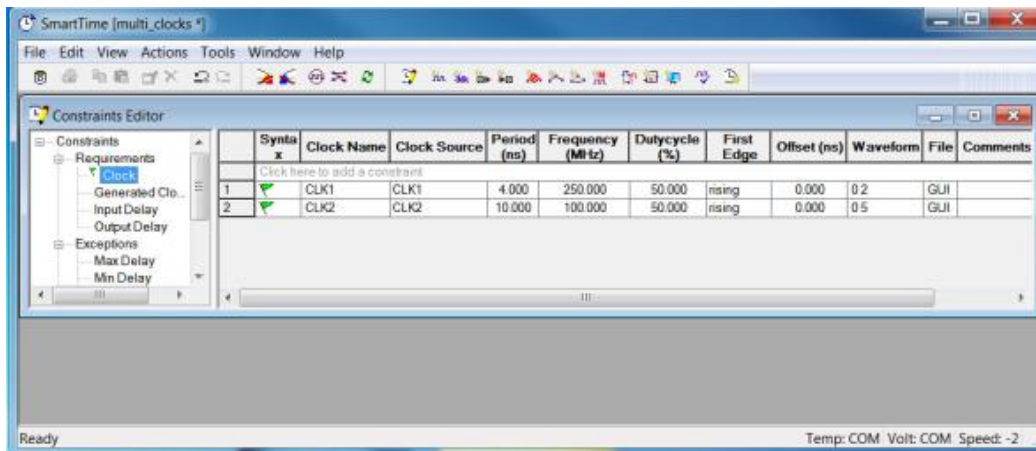 SmartTime [multi_clocks *]
File Edit View Actions Tools Window Help
Constraints Editor
Constraints
Requirements
Clock
Generated Clo...
Input Delay
Output Delay
Exceptions
Max Delay
Min Delay
Syntax Clock Name Clock Source Period (ns) Frequency (MHz) Dutycycle (%) First Edge Offset (ns) Waveform File Comments
Click here to add a constraint
1 CLK1 CLK1 4.000 250.000 50.000 rising 0.000 0 2 GUI
2 CLK2 CLK2 10.000 100.000 50.000 rising 0.000 0 5 GUI
Ready Temp: COM Volt: COM Speed: -2